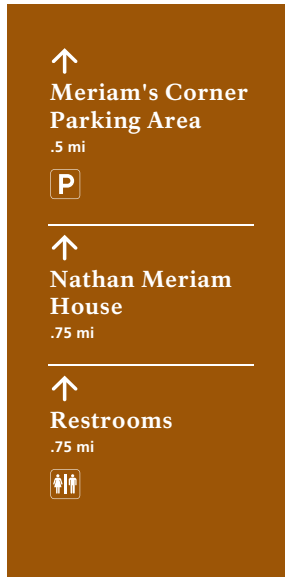 Meriam's Corner
Parking Area
.5 mi
P
Nathan Meriam
House
.75 mi
Restrooms
.75 mi